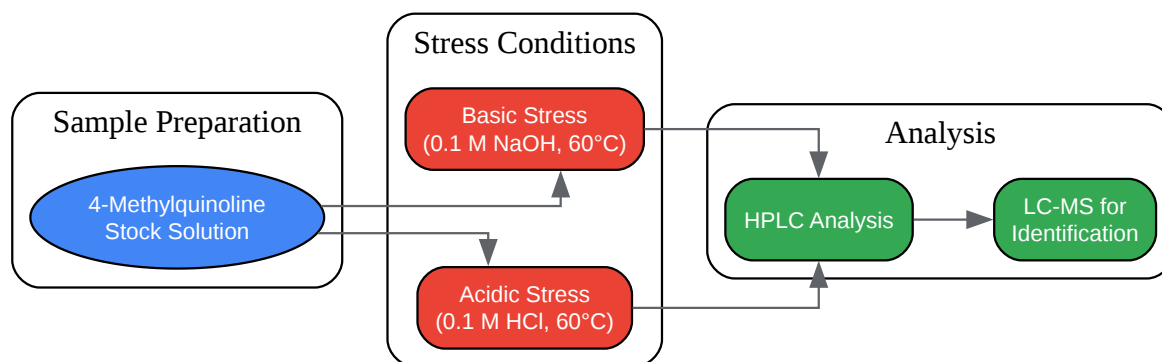 Sample Preparation
4-Methylquinoline
Stock Solution
Stress Conditions
Basic Stress
(0.1 M NaOH, 60°C)
Acidic Stress
(0.1 M HCl, 60°C)
Analysis
HPLC Analysis
LC-MS for
Identification